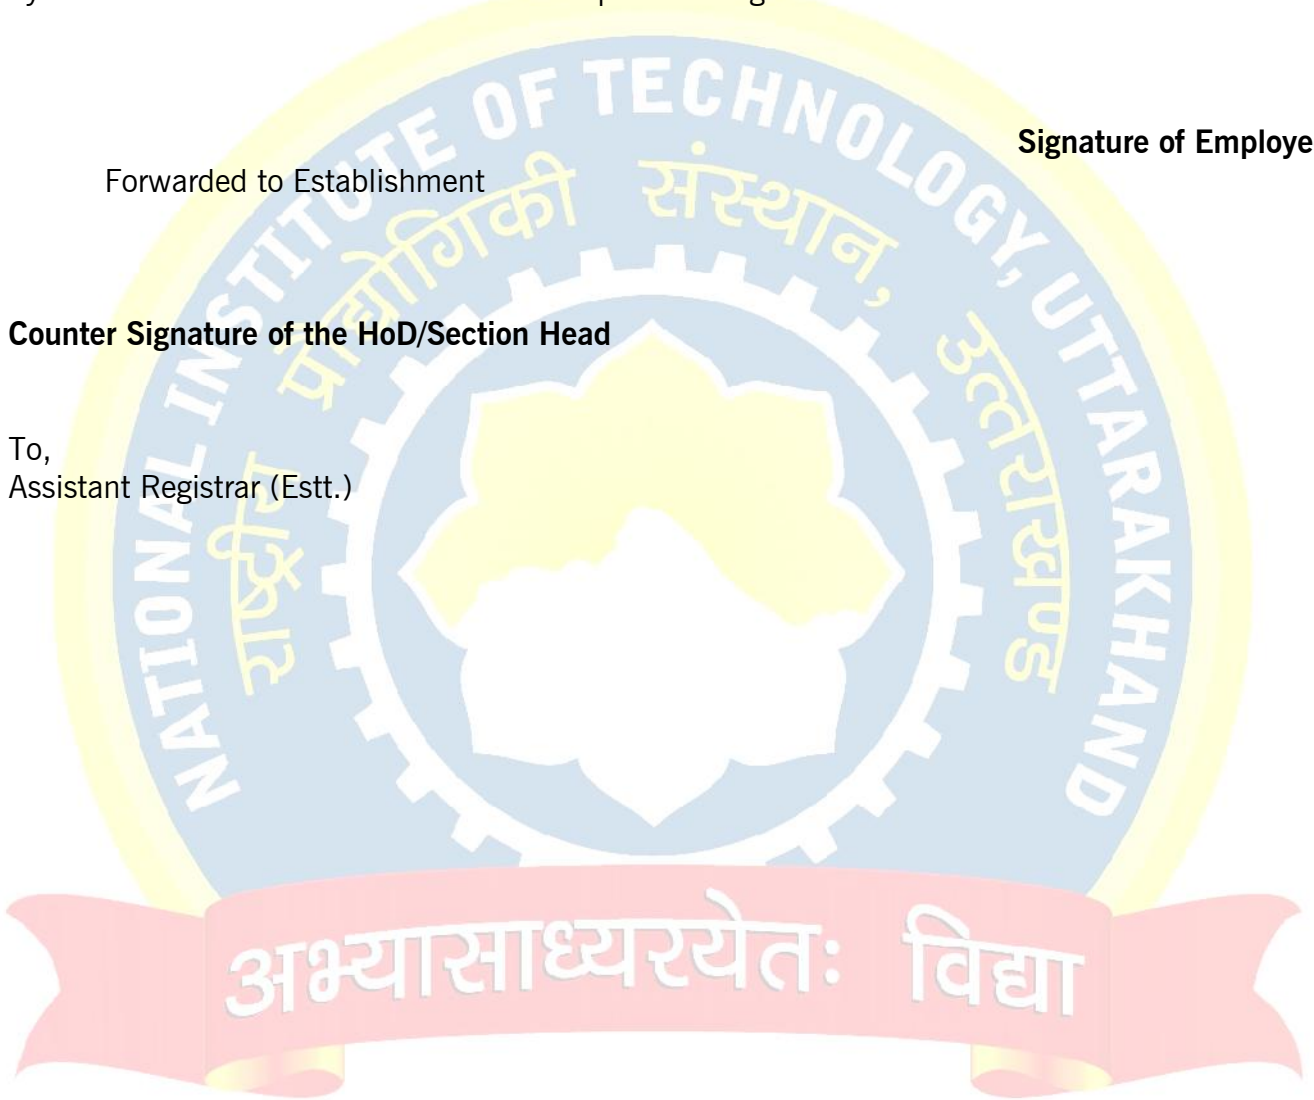 Signature of Employe
Forwarded to Establishment
Counter Signature of the HoD/Section Head
To,
Assistant Registrar (Estt.)
NATIONAL INSTITUTE OF TECHNOLOGY, UTTARAKHAND
राष्ट्रीय प्रौद्योगिकी संस्थान, उत्तराखण्ड
अभ्यासाध्यरयेतः विद्या